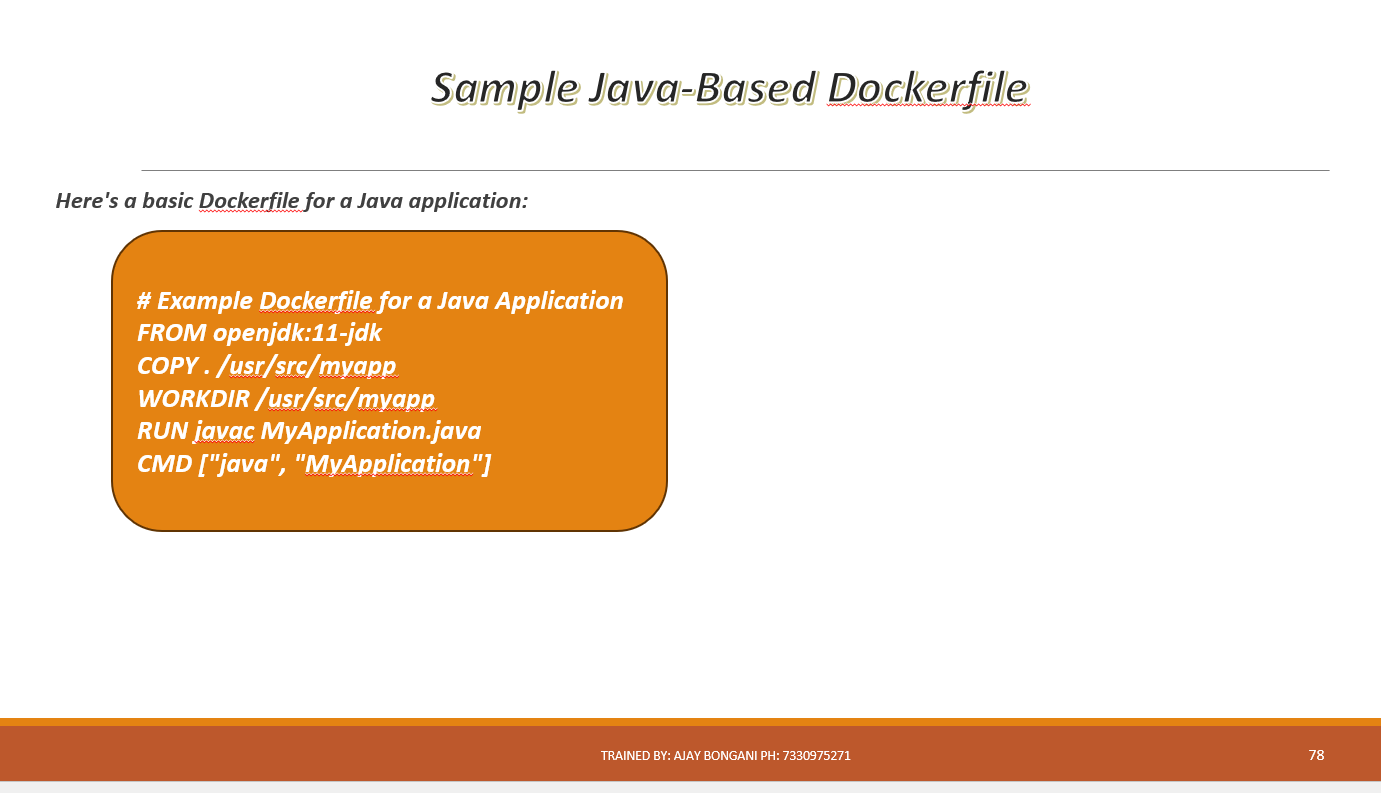 Sample Java-Based Dockerfile
Here's a basic Dockerfile for a Java application:
# Example Dockerfile for a Java Application
FROM openjdk:11-jdk
COPY . /usr/src/myapp
WORKDIR /usr/src/myapp
RUN javac MyApplication.java
CMD ["java", "MyApplication"]
TRAINED BY: AJAY BONGANI PH: 7330975271
78